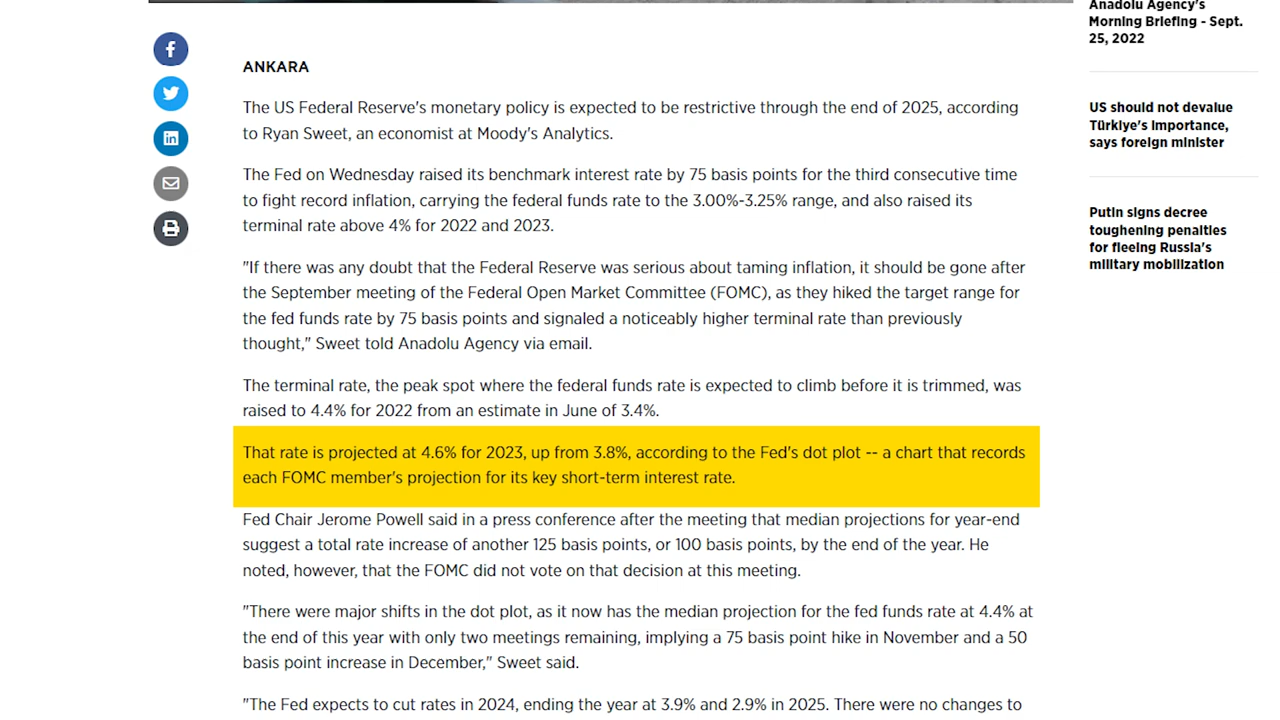 ANKARA
The US Federal Reserve's monetary policy is expected to be restrictive through the end of 2025, according
to Ryan Sweet, an economist at Moody's Analytics.
The Fed on Wednesday raised its benchmark interest rate by 75 basis points for the third consecutive time
to fight record inflation, carrying the federal funds rate to the 3.00%-3.25% range, and also raised its
terminal rate above 4% for 2022 and 2023.
"If there was any doubt that the Federal Reserve was serious about taming inflation, it should be gone after
the September meeting of the Federal Open Market Committee (FOMC), as they hiked the target range for
the fed funds rate by 75 basis points and signaled a noticeably higher terminal rate than previously
thought," Sweet told Anadolu Agency via email.
The terminal rate, the peak spot where the federal funds rate is expected to climb before it is trimmed, was
raised to 4.4% for 2022 from an estimate in June of 3.4%.
That rate is projected at 4.6% for 2023, up from 3.8%, according to the Fed's dot plot -- a chart that records
each FOMC member's projection for its key short-term interest rate.
Fed Chair Jerome Powell said in a press conference after the meeting that median projections for year-end
suggest a total rate increase of another 125 basis points, or 100 basis points, by the end of the year. He
noted, however, that the FOMC did not vote on that decision at this meeting.
"There were major shifts in the dot plot, as it now has the median projection for the fed funds rate at 4.4% at
the end of this year with only two meetings remaining, implying a 75 basis point hike in November and a 50
basis point increase in December," Sweet said.
"The Fed expects to cut rates in 2024, ending the year at 3.9% and 2.9% in 2025. There were no changes to
Anadolu Agency's
Morning Briefing - Sept.
25, 2022
US should not devalue
Türkiye's importance,
says foreign minister
Putin signs decree
toughening penalties
for fleeing Russia's
military mobilization